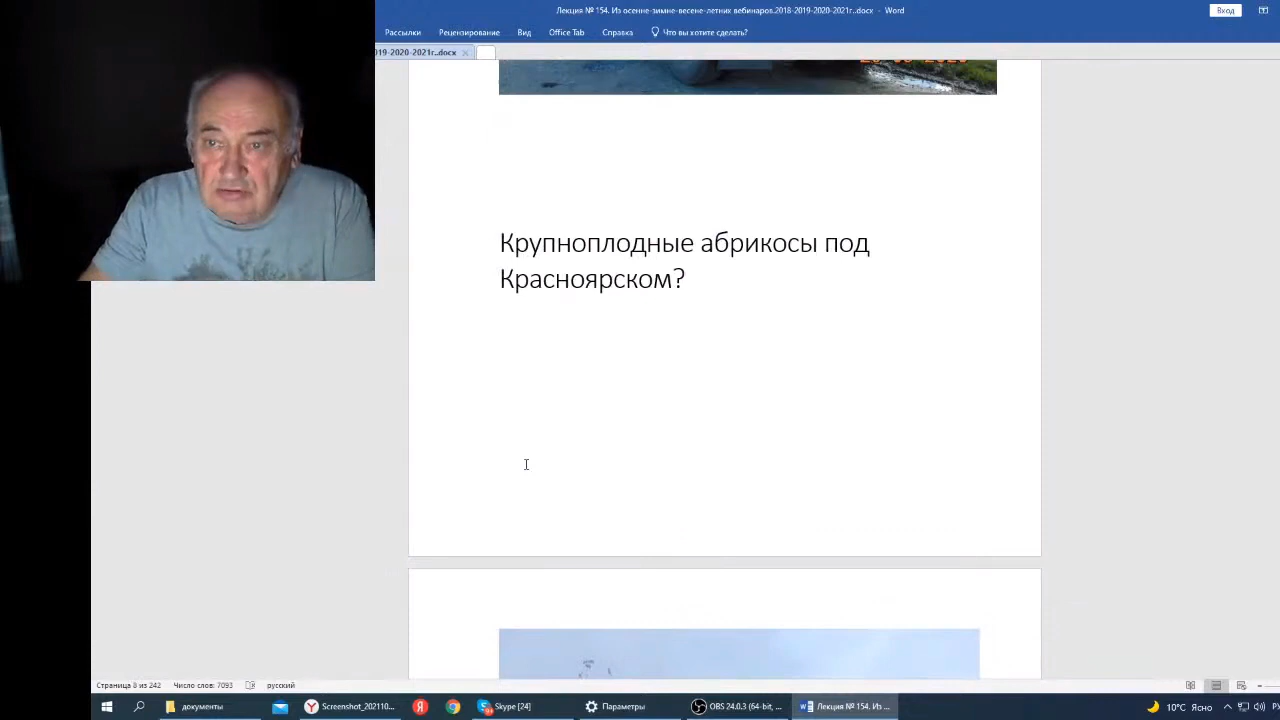 Лекция № 154. Из осенне-зимне-весене-летних вебинаров.2018-2019-2020-2021г..docx - Word
Вход
Рассылки Рецензирование Вид Office Tab Справка Что вы хотите сделать?
019-2020-2021г..docx
Крупноплодные абрикосы под
Красноярском?
Страница 8 из 242 Число слов: 7093 русский
документы Screenshot_202110... Skype [24] Параметры OBS 24.0.3 (64-bit, ... Лекция № 154. Из ... 10°C Ясно